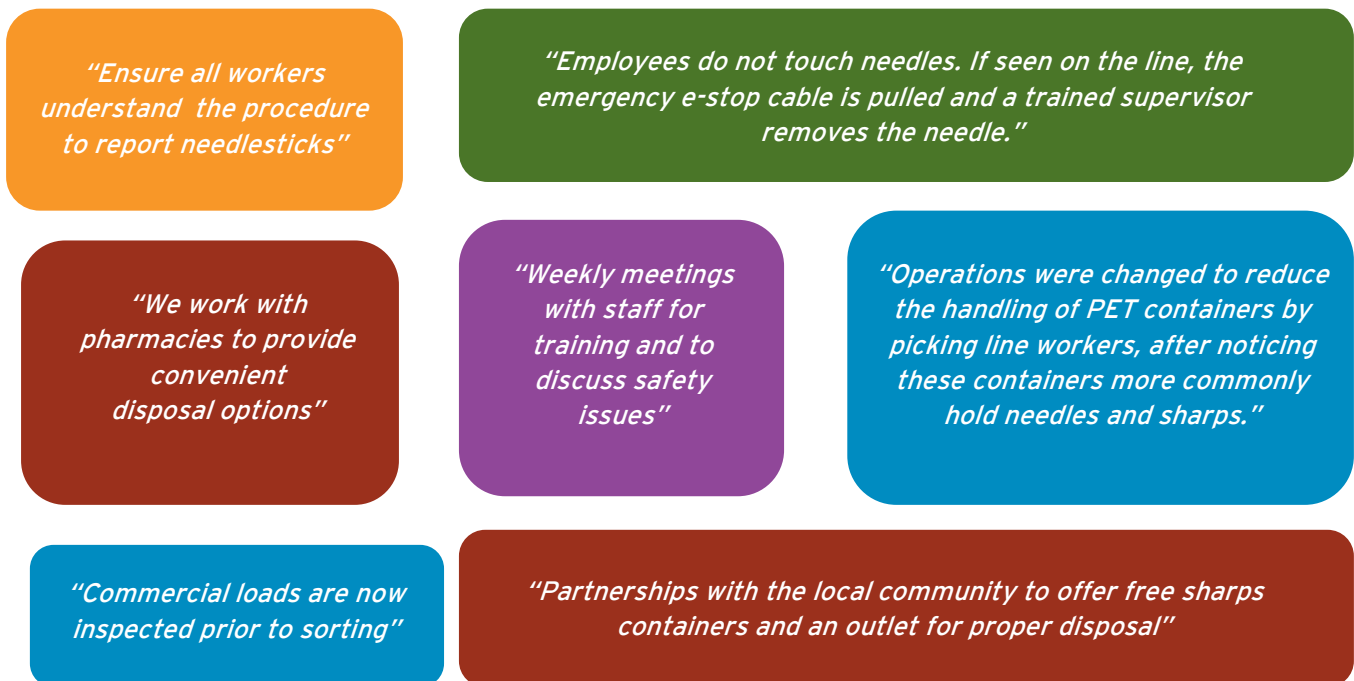 “Ensure all workers
understand  the procedure
to report needlesticks”
“Employees do not touch needles. If seen on the line, the
emergency e-stop cable is pulled and a trained supervisor
removes the needle.”
“We work with
pharmacies to provide
convenient
disposal options”
“Weekly meetings
with staff for
training and to
discuss safety
issues”
“Operations were changed to reduce
the handling of PET containers by
picking line workers, after noticing
these containers more commonly
hold needles and sharps.”
“Commercial loads are now
inspected prior to sorting”
“Partnerships with the local community to offer free sharps
containers and an outlet for proper disposal”